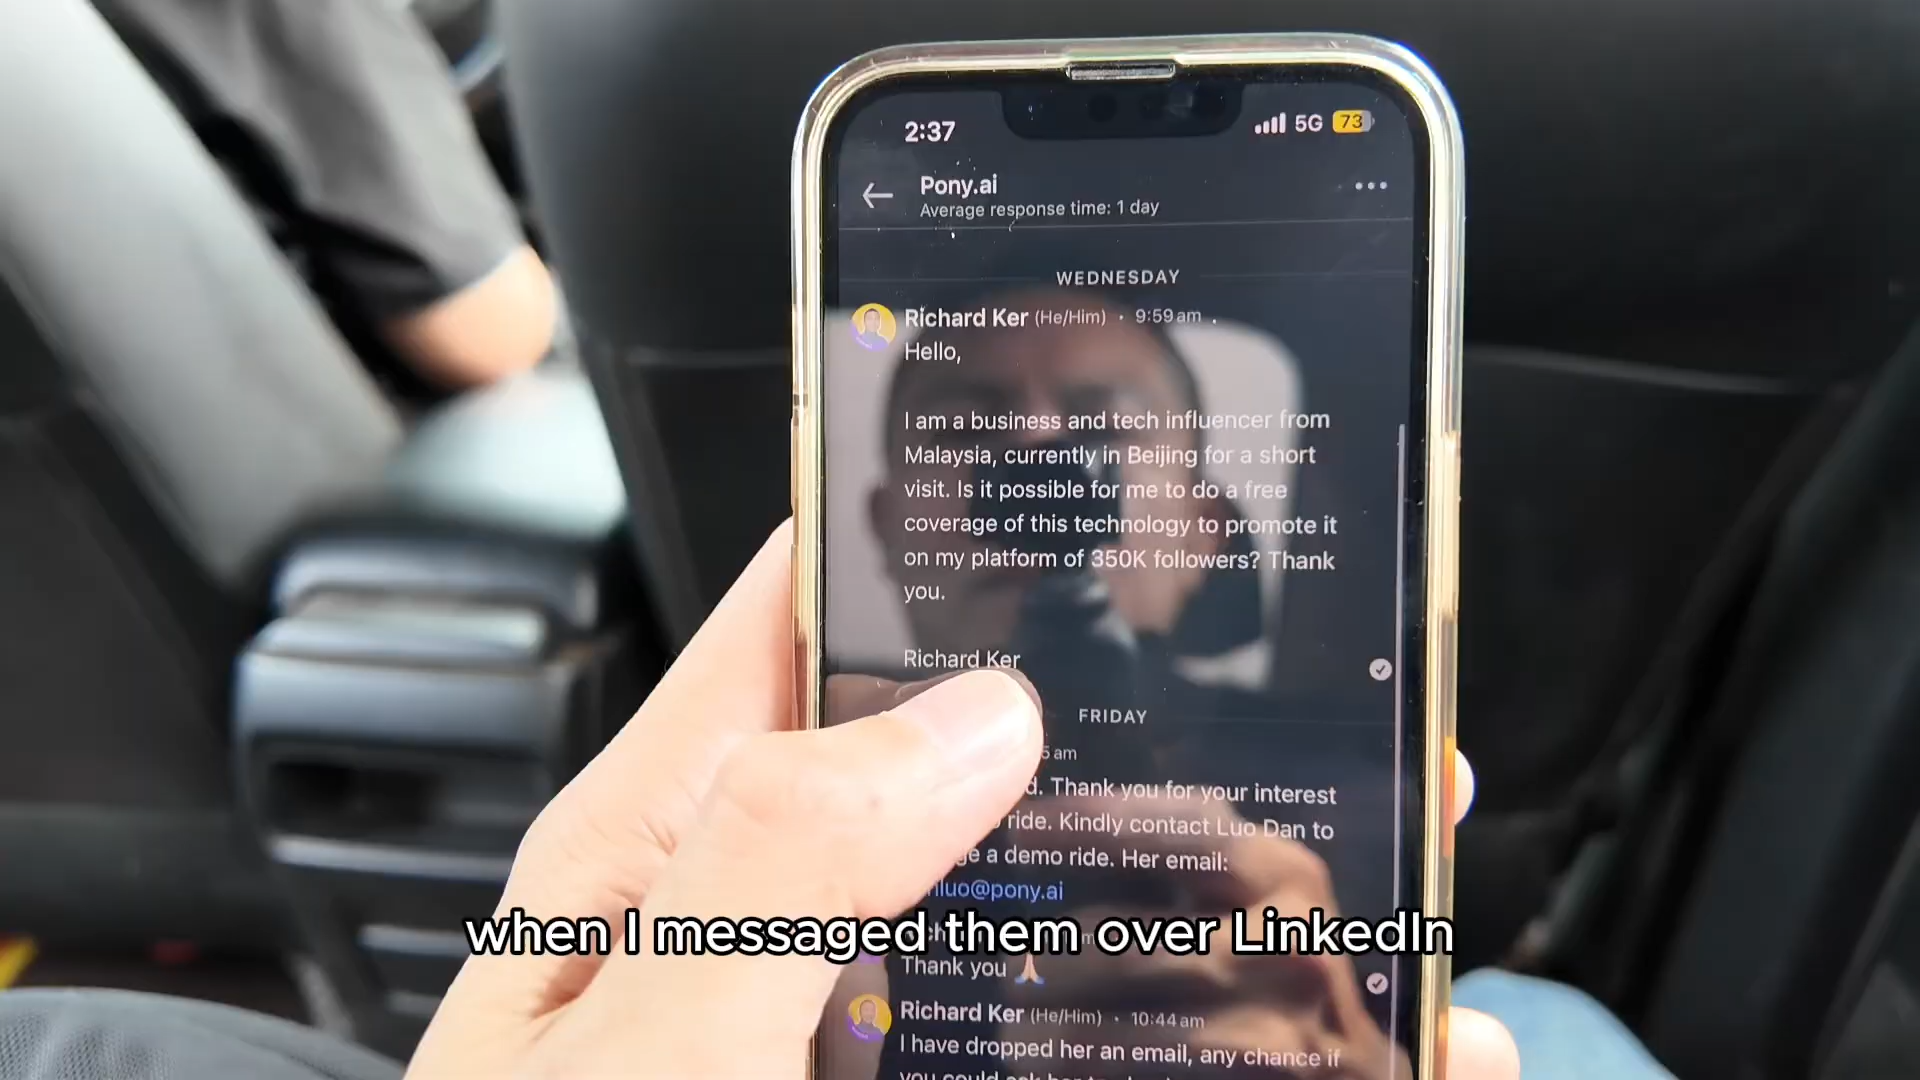 2:37
5G 73
Pony.ai
Average response time: 1 day
WEDNESDAY
Richard Ker (He/Him) · 9:59 am
Hello,
I am a business and tech influencer from
Malaysia, currently in Beijing for a short
visit. Is it possible for me to do a free
coverage of this technology to promote it
on my platform of 350K followers? Thank
you.
Richard Ker
FRIDAY
5 am
d. Thank you for your interest
ride. Kindly contact Luo Dan to
a demo ride. Her email:
luo@pony.ai
when I messaged them over LinkedIn
Thank you 🙏
Richard Ker (He/Him) · 10:44 am
I have dropped her an email, any chance if
you could